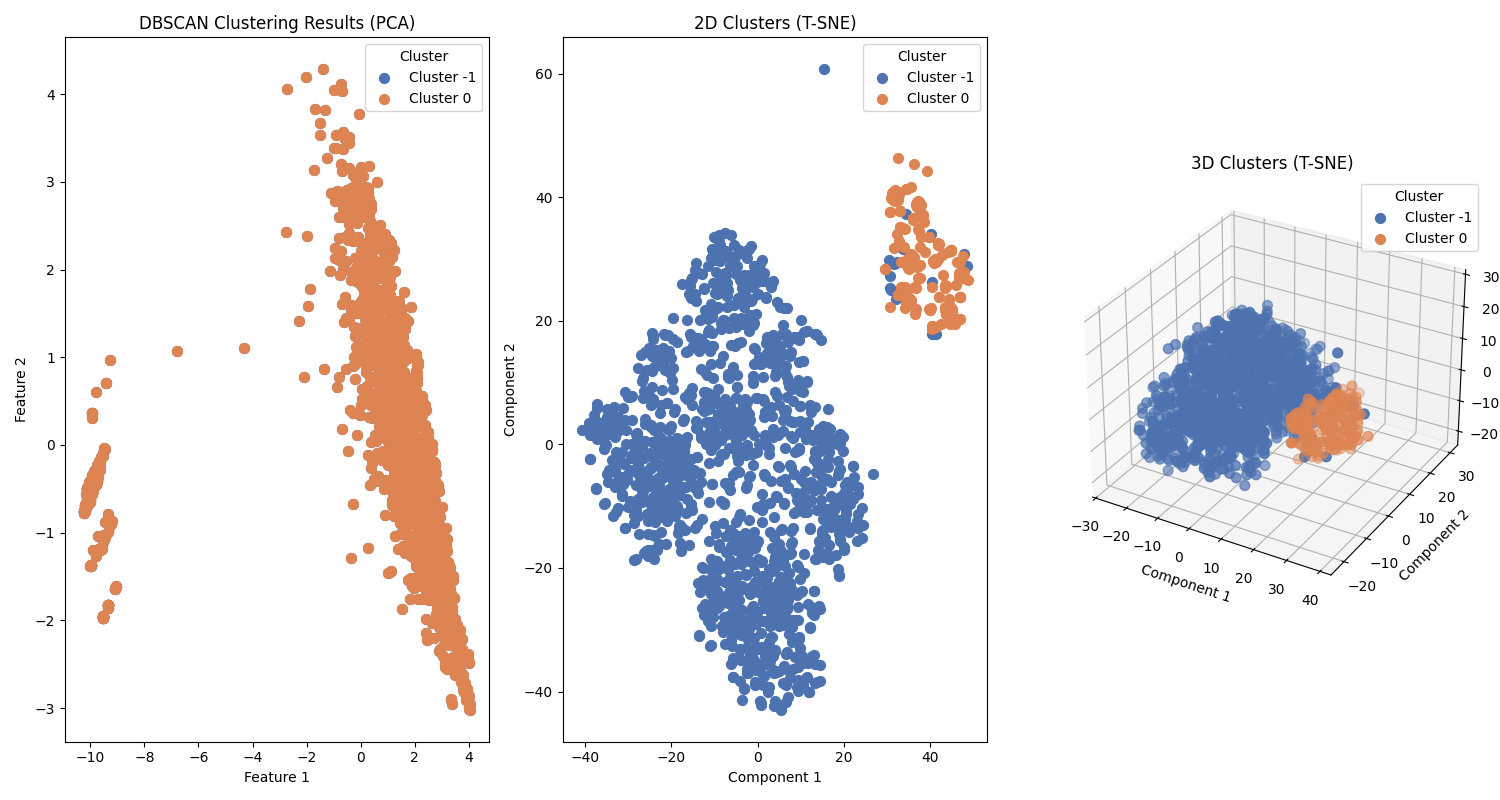 DBSCAN Clustering Results (PCA)
Cluster
Cluster -1
Cluster 0
4
3
2
1
0
−1
−2
−3
Feature 2
−10
−8
−6
−4
−2
0
2
4
Feature 1
2D Clusters (T-SNE)
Cluster
Cluster -1
Cluster 0
60
40
20
0
−20
−40
Component 2
−40
−20
0
20
40
Component 1
3D Clusters (T-SNE)
Cluster
Cluster -1
Cluster 0
30
20
10
0
−10
−20
−30
−20
−10
0
10
20
30
40
Component 1
30
20
10
0
−10
−20
Component 2